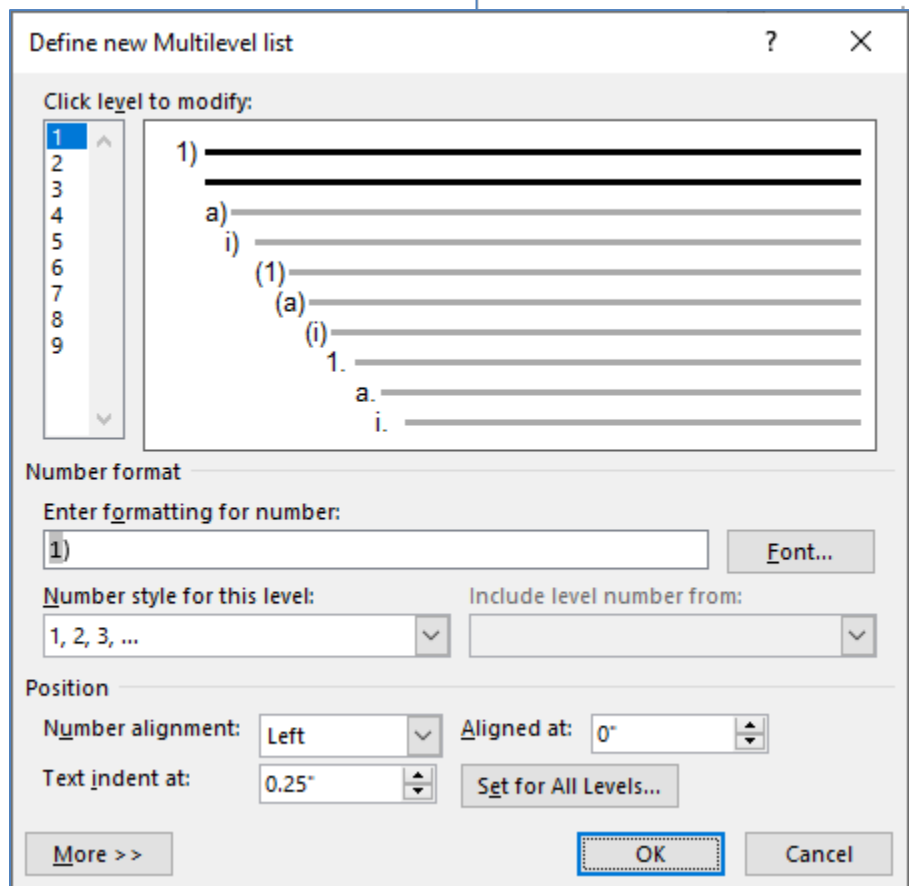 Define new Multilevel list ?
Click level to modify:
1
2
3
4
5
6
7
8
9
1)
a)
i)
(1)
(a)
(i)
1.
a.
i.
Number format
Enter formatting for number:
1)
Font...
Number style for this level: Include level number from:
1, 2, 3, ...
Position
Number alignment: Left Aligned at: 0"
Text indent at: 0.25" Set for All Levels...
More >> OK Cancel